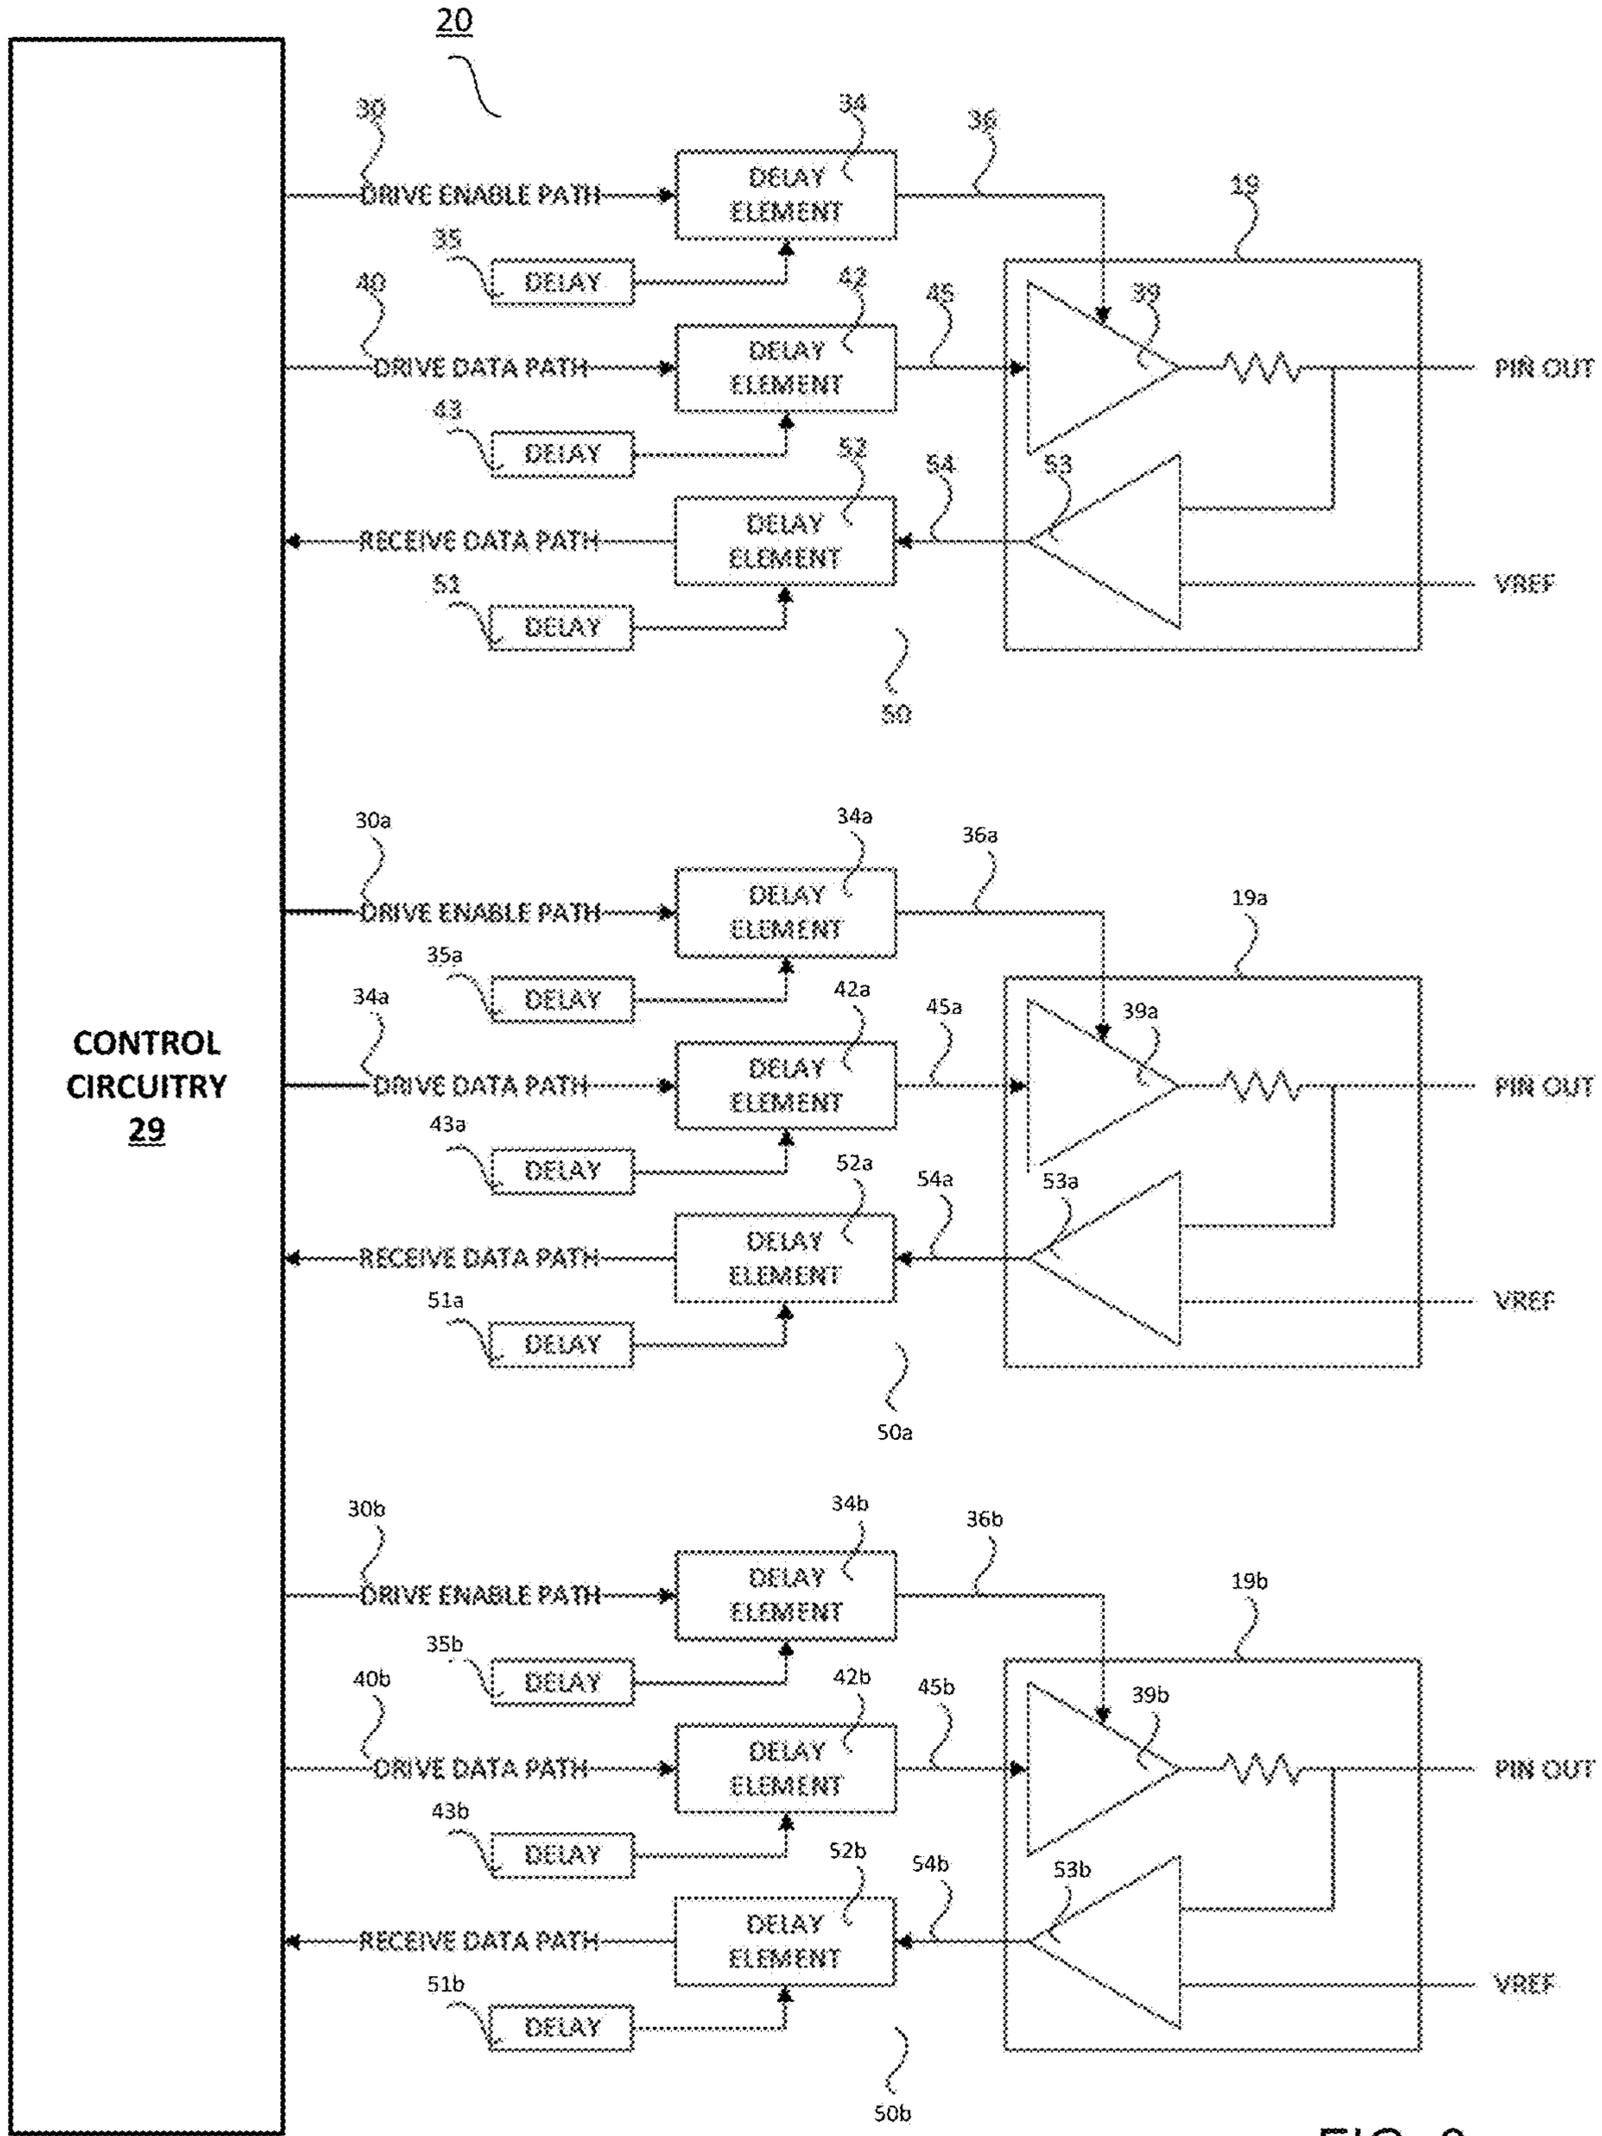 20
30
34
36
DRIVE ENABLE PATH
DELAY
ELEMENT
19
35
DELAY
40
42
45
39
DRIVE DATA PATH
DELAY
ELEMENT
PIN OUT
43
DELAY
52
54
53
RECEIVE DATA PATH
DELAY
ELEMENT
51
DELAY
VREF
50
30a
34a
36a
DRIVE ENABLE PATH
DELAY
ELEMENT
19a
35a
DELAY
34a
42a
45a
39a
CONTROL
CIRCUITRY
29
DRIVE DATA PATH
DELAY
ELEMENT
PIN OUT
43a
DELAY
52a
54a
53a
RECEIVE DATA PATH
DELAY
ELEMENT
51a
DELAY
VREF
50a
30b
34b
36b
DRIVE ENABLE PATH
DELAY
ELEMENT
19b
35b
DELAY
40b
42b
45b
39b
DRIVE DATA PATH
DELAY
ELEMENT
PIN OUT
43b
DELAY
52b
54b
53b
RECEIVE DATA PATH
DELAY
ELEMENT
51b
DELAY
VREF
50b